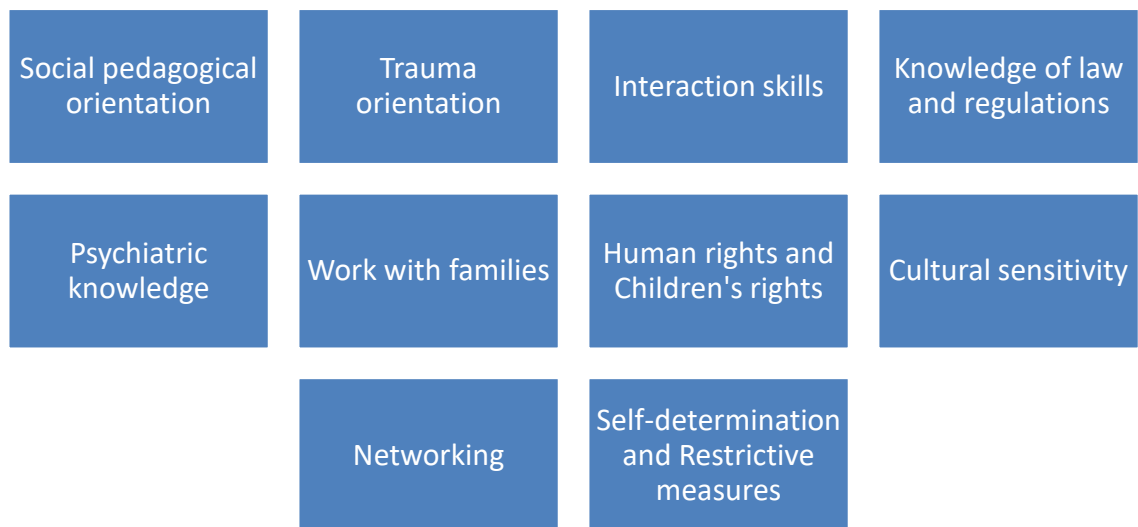 Social pedagogical
orientation
Trauma
orientation
Interaction skills
Knowledge of law
and regulations
Psychiatric
knowledge
Work with families
Human rights and
Children's rights
Cultural sensitivity
Networking
Self-determination
and Restrictive
measures